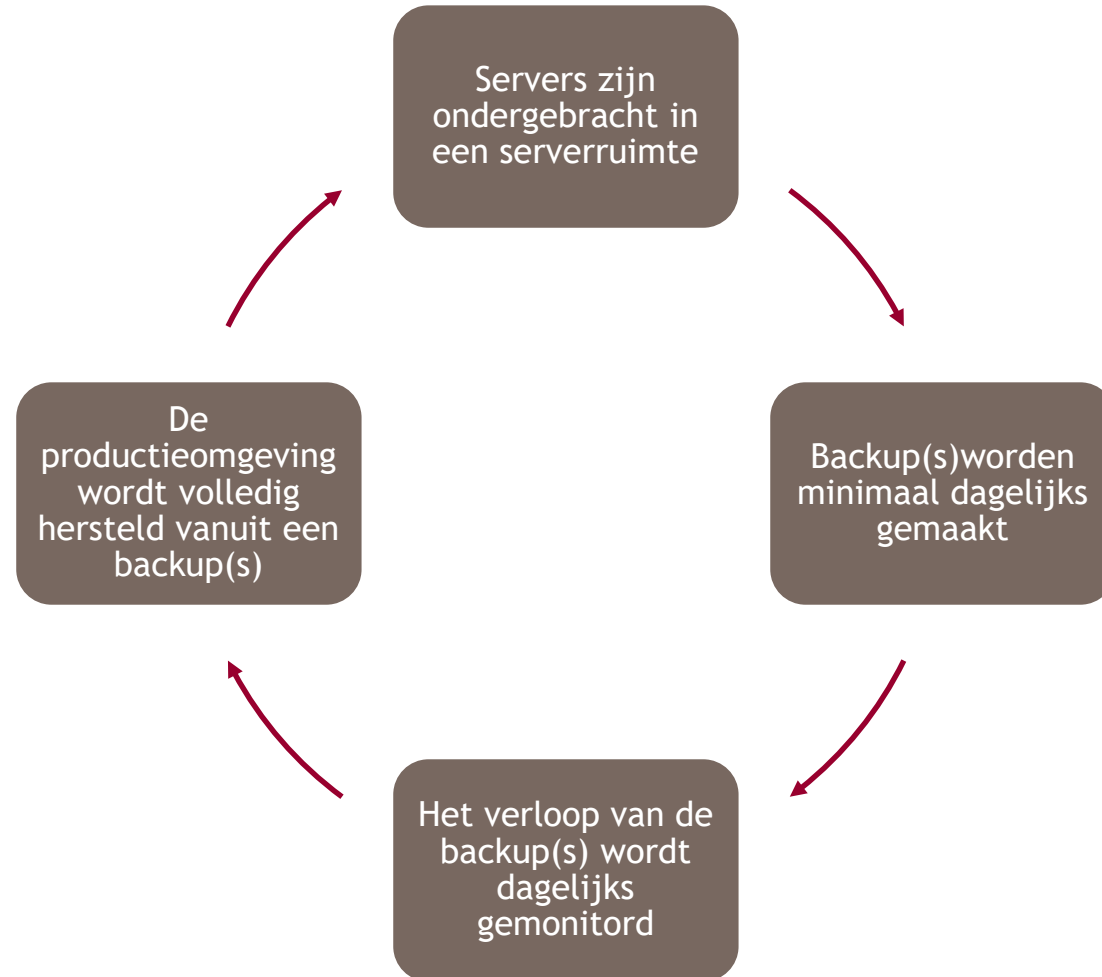 Servers zijn
ondergebracht in
een serverruimte
Backup(s)worden
minimaal dagelijks
gemaakt
Het verloop van de
backup(s) wordt
dagelijks
gemonitord
De
productieomgeving
wordt volledig
hersteld vanuit een
backup(s)